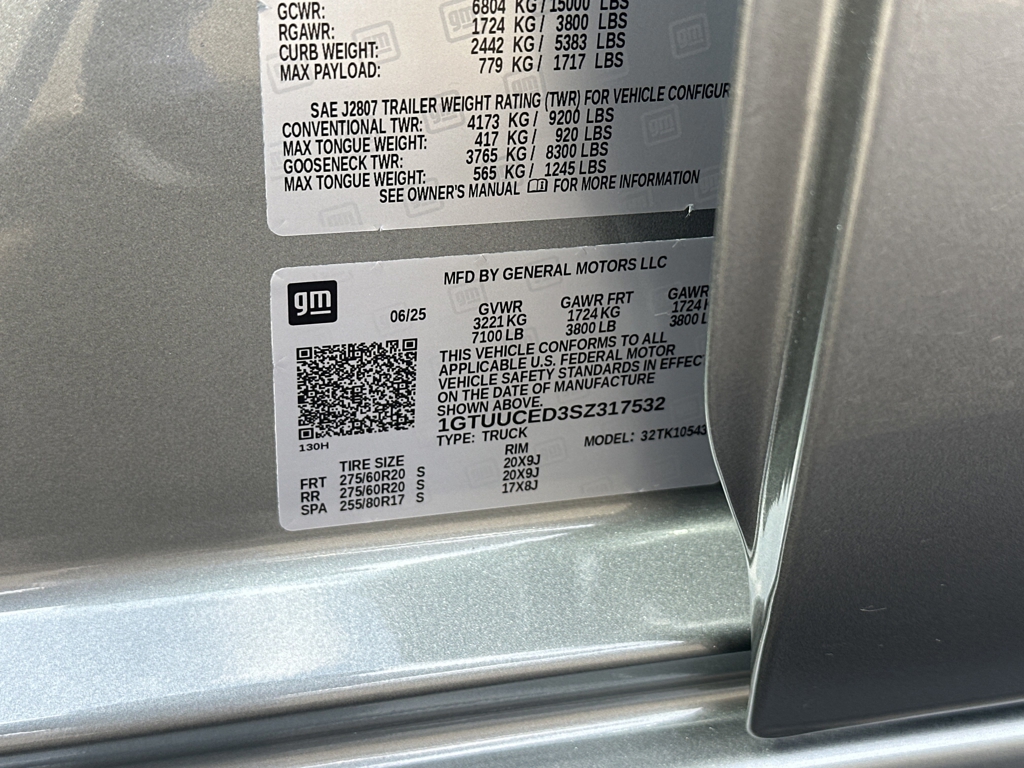 GCWR: 6804 KG/15000 LBS
RGAWR: 1724 KG/ 3800 LBS
CURB WEIGHT: 2442 KG/ 5383 LBS
MAX PAYLOAD: 779 KG/ 1717 LBS
SAE J2807 TRAILER WEIGHT RATING (TWR) FOR VEHICLE CONFIGUR
CONVENTIONAL TWR: 4173 KG/ 9200 LBS
MAX TONGUE WEIGHT: 417 KG/ 920 LBS
GOOSENECK TWR: 3765 KG/ 8300 LBS
MAX TONGUE WEIGHT: 565 KG/ 1245 LBS
SEE OWNER'S MANUAL FOR MORE INFORMATION
gm
MFD BY GENERAL MOTORS LLC
06/25
GVWR GAWR FRT GAWR
3221 KG 1724 KG 1724
7100 LB 3800 LB 3800 L
THIS VEHICLE CONFORMS TO ALL
APPLICABLE U.S. FEDERAL MOTOR
VEHICLE SAFETY STANDARDS IN EFFECT
ON THE DATE OF MANUFACTURE
SHOWN ABOVE.
1GTUUCED3SZ317532
TYPE: TRUCK MODEL: 32TK10543
130H
TIRE SIZE RIM
FRT 275/60R20 S 20X9J
RR 275/60R20 S 20X9J
SPA 255/80R17 S 17X8J